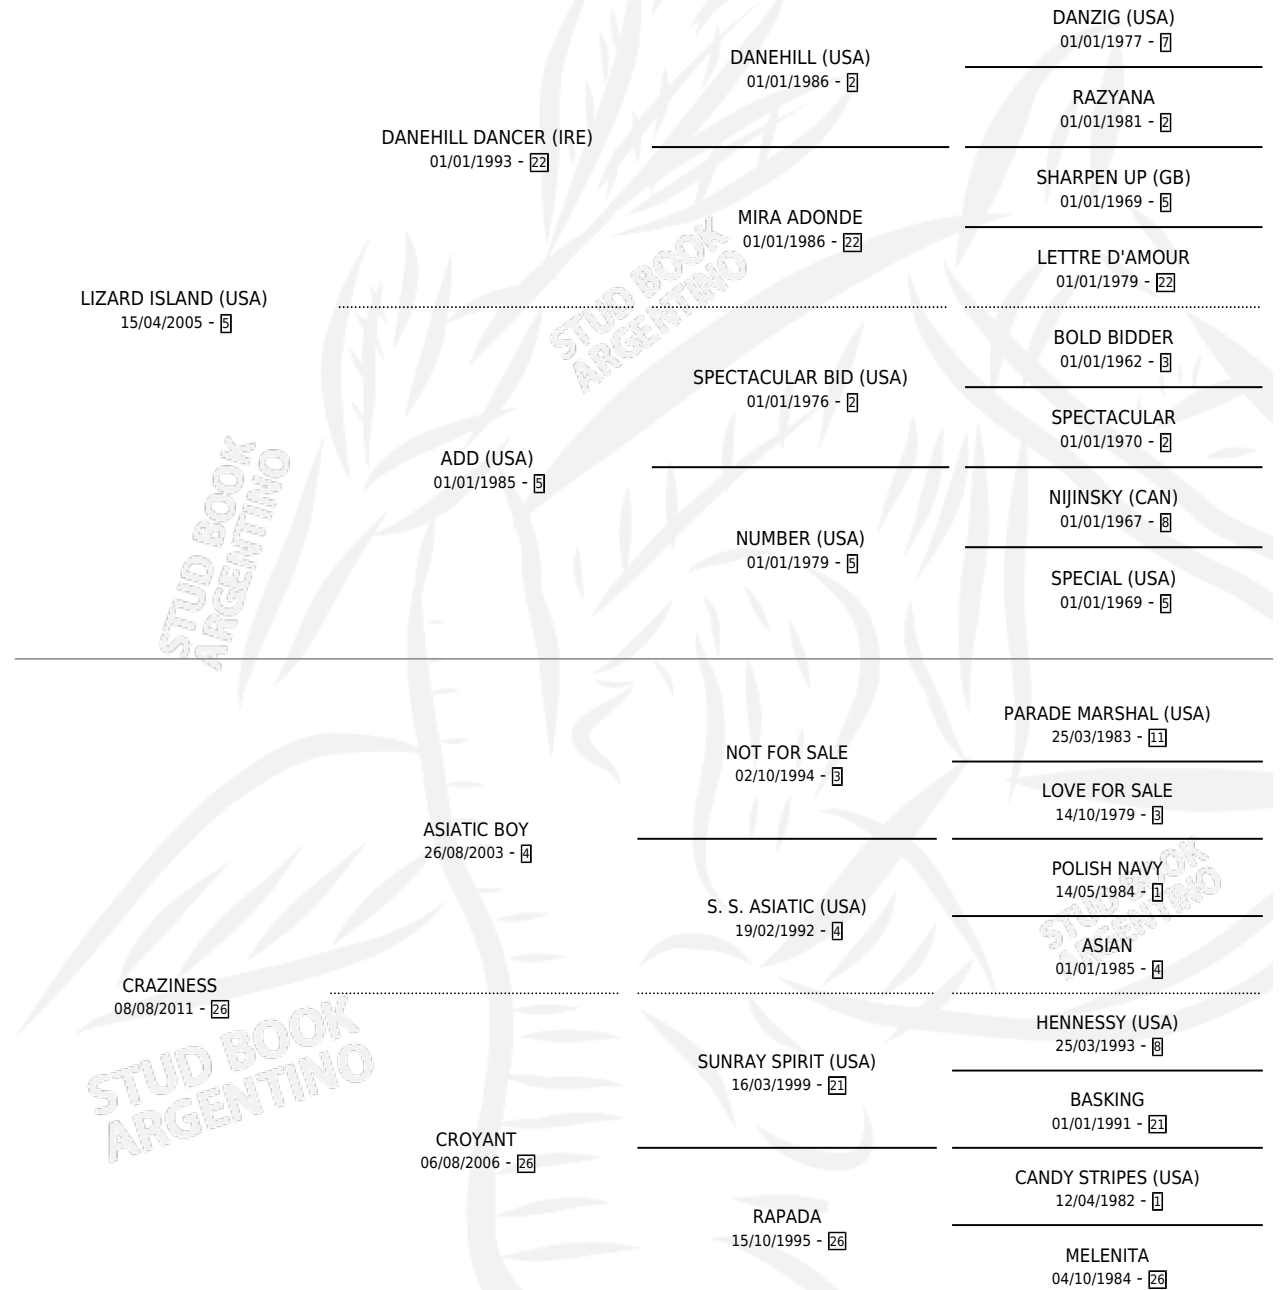 DANZIG (USA)
01/01/1977 - 7
DANEHILL (USA)
01/01/1986 - 2
RAZYANA
01/01/1981 - 2
DANEHILL DANCER (IRE)
01/01/1993 - 22
SHARPEN UP (GB)
01/01/1969 - 5
MIRA ADONDE
01/01/1986 - 22
LETTRE D'AMOUR
01/01/1979 - 22
LIZARD ISLAND (USA)
15/04/2005 - 5
BOLD BIDDER
01/01/1962 - 3
SPECTACULAR BID (USA)
01/01/1976 - 2
SPECTACULAR
01/01/1970 - 2
ADD (USA)
01/01/1985 - 5
NIJINSKY (CAN)
01/01/1967 - 8
NUMBER (USA)
01/01/1979 - 5
SPECIAL (USA)
01/01/1969 - 5
PARADE MARSHAL (USA)
25/03/1983 - 11
NOT FOR SALE
02/10/1994 - 3
LOVE FOR SALE
14/10/1979 - 3
ASIATIC BOY
26/08/2003 - 4
POLISH NAVY
14/05/1984 - 1
S. S. ASIATIC (USA)
19/02/1992 - 4
ASIAN
01/01/1985 - 4
CRAZINESS
08/08/2011 - 26
HENNESSY (USA)
25/03/1993 - 8
SUNRAY SPIRIT (USA)
16/03/1999 - 21
BASKING
01/01/1991 - 21
CROYANT
06/08/2006 - 26
CANDY STRIPES (USA)
12/04/1982 - 1
RAPADA
15/10/1995 - 26
MELENITA
04/10/1984 - 26
STUD BOOK
ARGENTINO
STUD BOOK
ARGENTINO
STUD BOOK
ARGENTINO
STUD BOOK
ARGENTINO